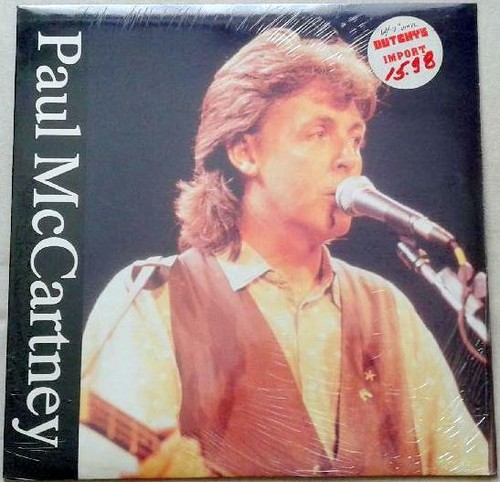 Paul McCartney
DUTCHY'S
IMPORT
15.98